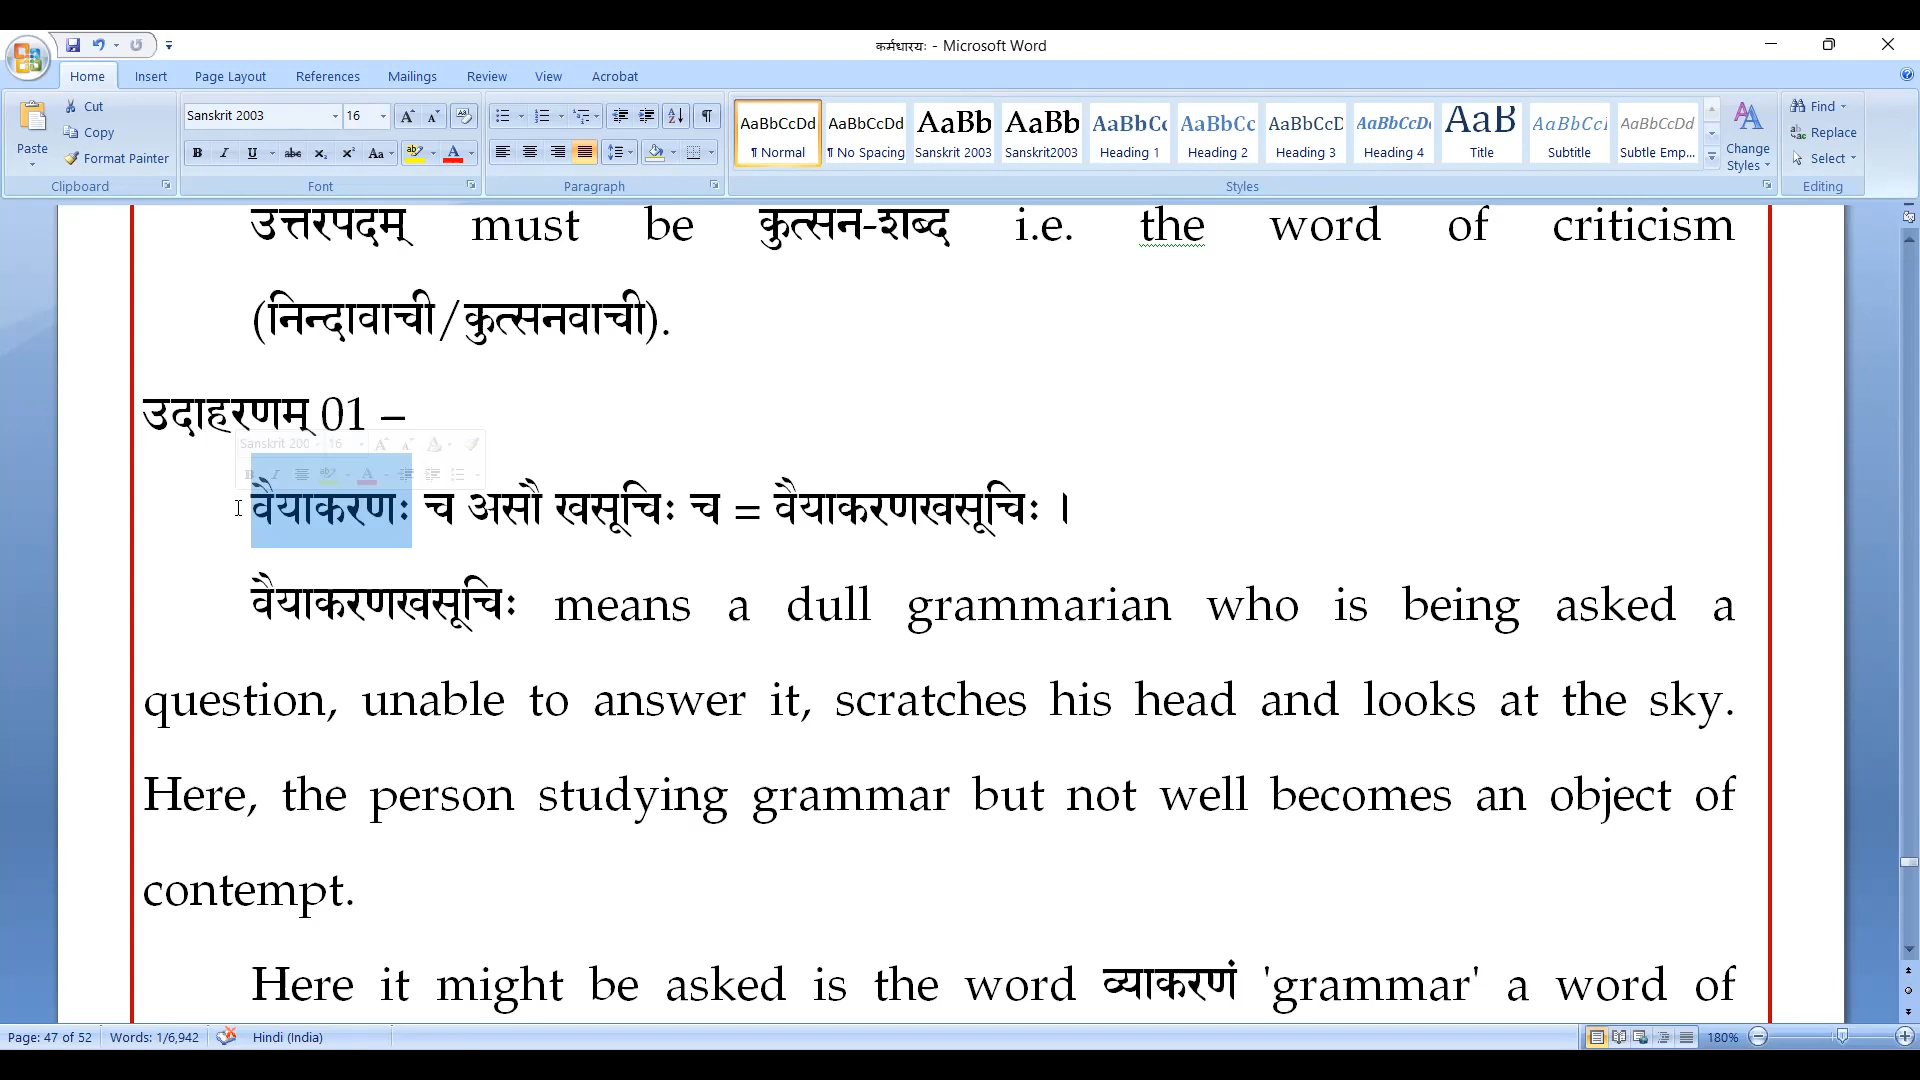 कर्मधारयः - Microsoft Word
Home Insert Page Layout References Mailings Review View Acrobat
Paste Cut Copy Format Painter Clipboard
Sanskrit 2003 16
Font
Paragraph
AaBbCcDd AaBbCcDd AaBb AaBb AaBbCc AaBbCc AaBbCcD AaBbCcD AaB AaBbCc AaBbCcDd
¶ Normal ¶ No Spacing Sanskrit 2003 Sanskrit2003 Heading 1 Heading 2 Heading 3 Heading 4 Title Subtitle Subtle Emp...
Styles
Change Styles
Find Replace Select Editing
उत्तरपदम् must be कुत्सन-शब्द i.e. the word of criticism
(निन्दावाची/कुत्सनवाची).
उदाहरणम् 01 –
Sanskrit 200 16
वैयाकरणः च असौ खसूचिः च = वैयाकरणखसूचिः ।
वैयाकरणखसूचिः means a dull grammarian who is being asked a
question, unable to answer it, scratches his head and looks at the sky.
Here, the person studying grammar but not well becomes an object of
contempt.
Here it might be asked is the word व्याकरणं 'grammar' a word of
Page: 47 of 52 Words: 1/6,942 Hindi (India) 180%